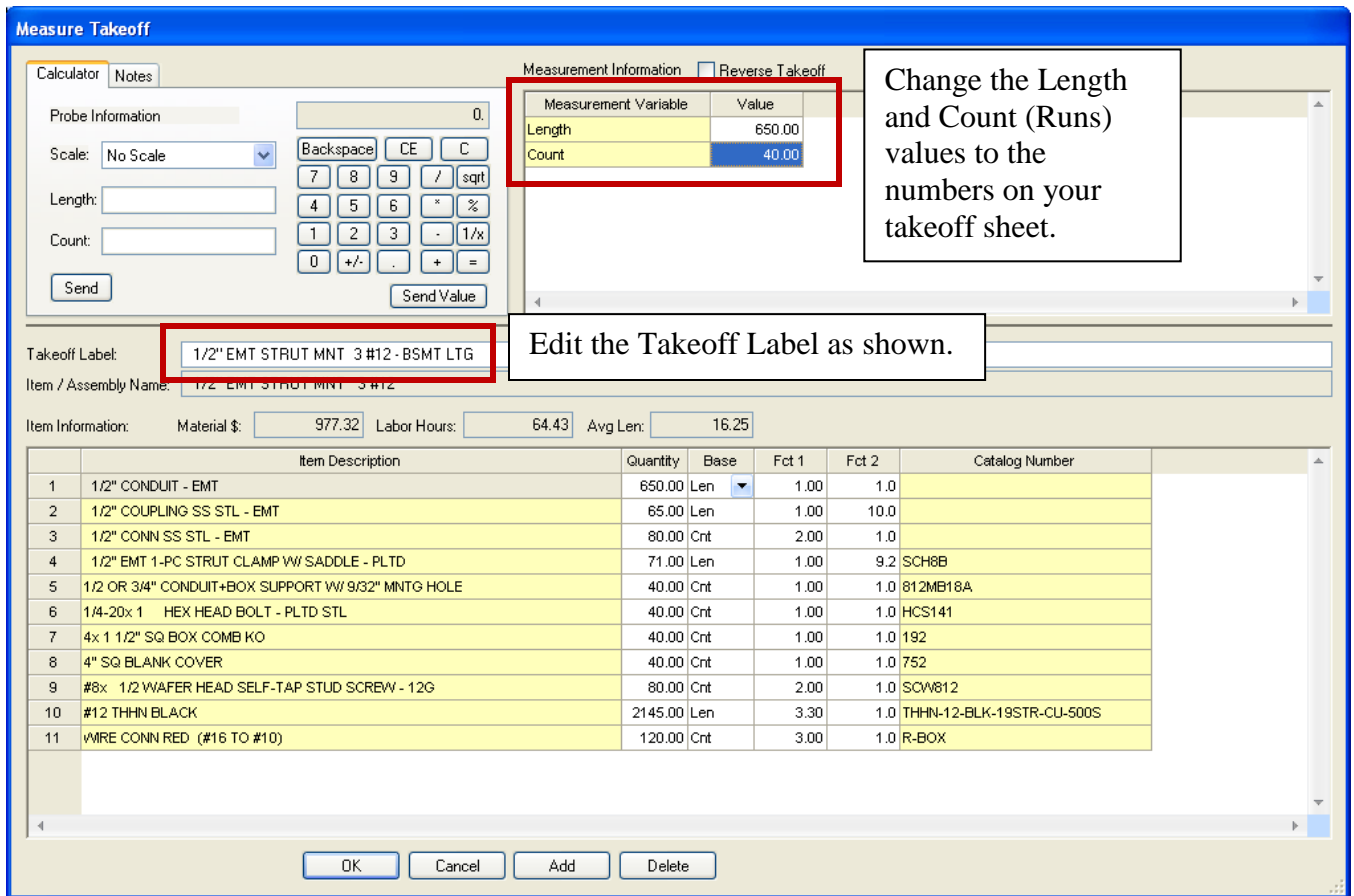 Measure Takeoff
Calculator Notes
Probe Information
0.
Scale: No Scale
Length:
Count:
Send
Backspace CE C
7 8 9 / sqrt
4 5 6 * %
1 2 3 - 1/x
0 +/- . + =
Send Value
Measurement Information Reverse Takeoff
Measurement Variable Value
Length 650.00
Count 40.00
Change the Length
and Count (Runs)
values to the
numbers on your
takeoff sheet.
Takeoff Label: 1/2" EMT STRUT MNT 3 #12 - BSMT LTG
Edit the Takeoff Label as shown.
Item / Assembly Name: 1/2" EMT STRUT MNT 3 #12
Item Information: Material $: 977.32 Labor Hours: 64.43 Avg Len: 16.25
Item Description Quantity Base Fct 1 Fct 2 Catalog Number
1 1/2" CONDUIT - EMT 650.00 Len 1.00 1.0
2 1/2" COUPLING SS STL - EMT 65.00 Len 1.00 10.0
3 1/2" CONN SS STL - EMT 80.00 Cnt 2.00 1.0
4 1/2" EMT 1-PC STRUT CLAMP W/ SADDLE - PLTD 71.00 Len 1.00 9.2 SCH8B
5 1/2 OR 3/4" CONDUIT+BOX SUPPORT W/ 9/32" MNTG HOLE 40.00 Cnt 1.00 1.0 812MB18A
6 1/4-20x 1 HEX HEAD BOLT - PLTD STL 40.00 Cnt 1.00 1.0 HCS141
7 4x 1 1/2" SQ BOX COMB KO 40.00 Cnt 1.00 1.0 192
8 4" SQ BLANK COVER 40.00 Cnt 1.00 1.0 752
9 #8x 1/2 WAFER HEAD SELF-TAP STUD SCREW - 12G 80.00 Cnt 2.00 1.0 SCW812
10 #12 THHN BLACK 2145.00 Len 3.30 1.0 THHN-12-BLK-19STR-CU-500S
11 WIRE CONN RED (#16 TO #10) 120.00 Cnt 3.00 1.0 R-BOX
OK Cancel Add Delete